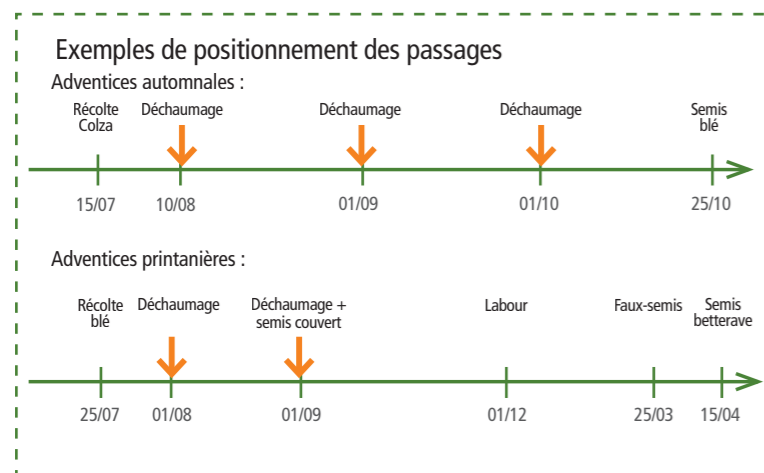 Exemples de positionnement des passages
Adventices automnales :
Récolte
Colza
Déchaumage
Déchaumage
Déchaumage
Semis
blé
15/07
10/08
01/09
01/10
25/10
Adventices printanières :
Récolte
blé
Déchaumage
Déchaumage +
semis couvert
Labour
Faux-semis
Semis
betterave
25/07
01/08
01/09
01/12
25/03
15/04